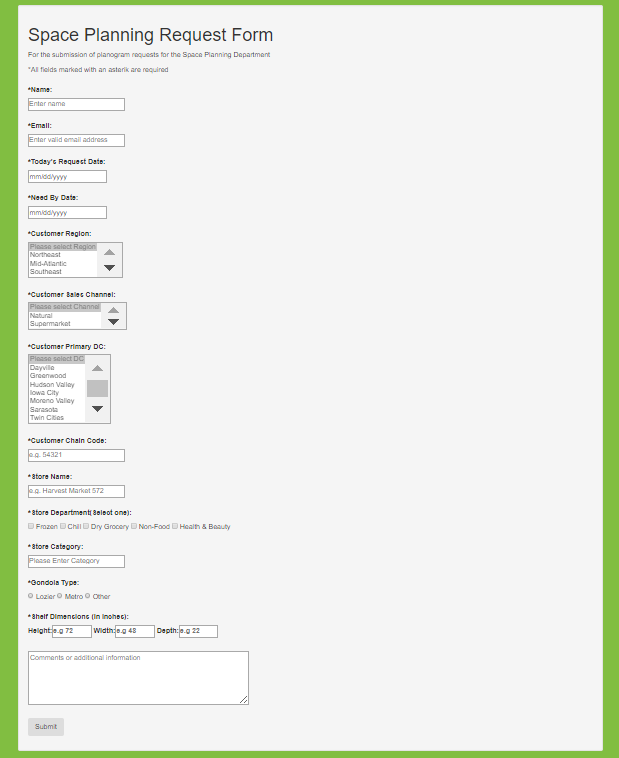 Space Planning Request Form
For the submission of planogram requests for the Space Planning Department
*All fields marked with an asterik are required
*Name:
Enter name
*Email:
Enter valid email address
*Today's Request Date:
mm/dd/yyyy
*Need By Date:
mm/dd/yyyy
*Customer Region:
Please select Region
Northeast
Mid-Atlantic
Southeast
*Customer Sales Channel:
Please select Channel
Natural
Supermarket
*Customer Primary DC:
Please select DC
Dayville
Greenwood
Hudson Valley
Iowa City
Moreno Valley
Sarasota
Twin Cities
*Customer Chain Code:
e.g. 54321
*Store Name:
e.g. Harvest Market 572
*Store Department(Select one):
Frozen Chill Dry Grocery Non-Food Health & Beauty
*Store Category:
Please Enter Category
*Gondola Type:
Lozier Metro Other
*Shelf Dimensions (in inches):
Height: e.g 72 Width: e.g 48 Depth: e.g 22
Comments or additional information
Submit